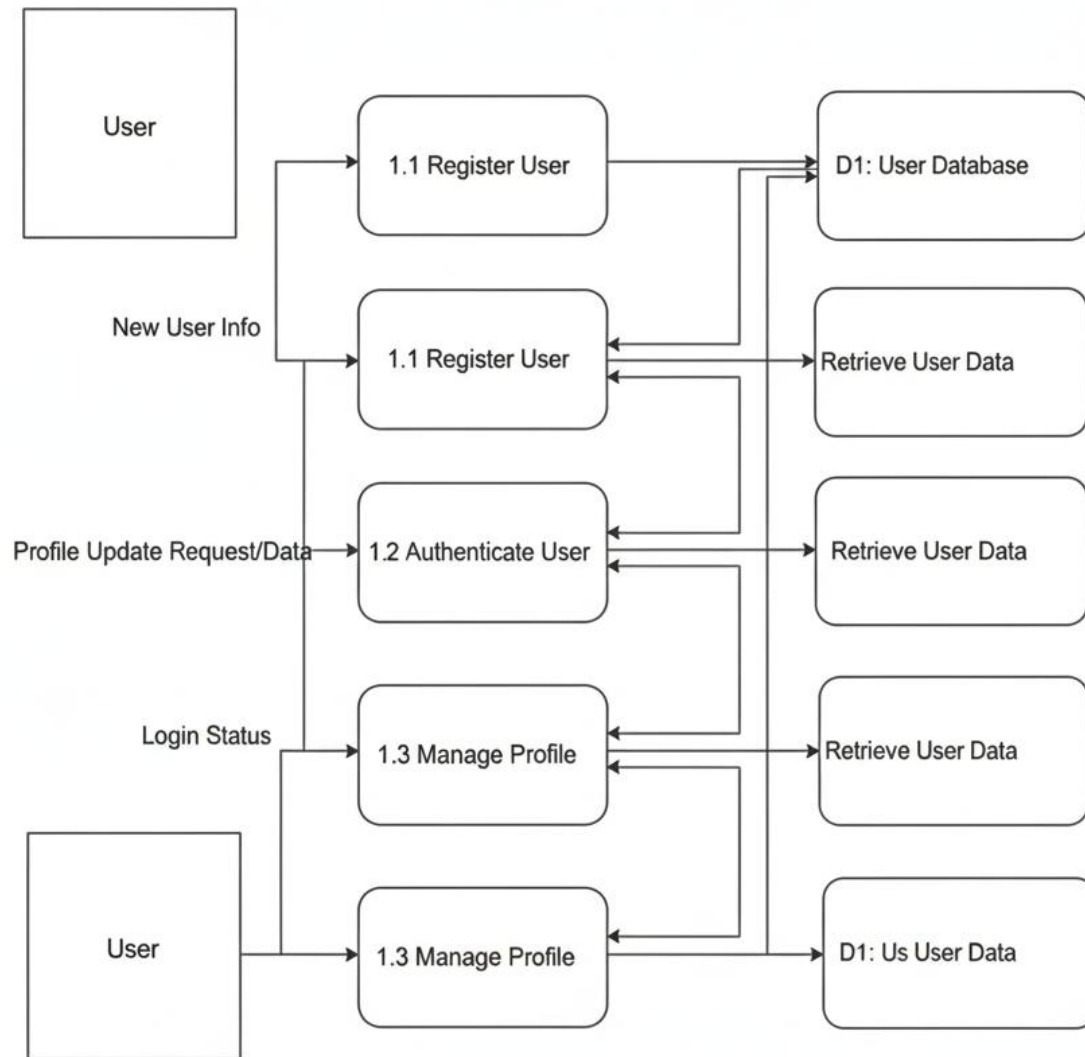 User
1.1 Register User
D1: User Database
New User Info
1.1 Register User
Retrieve User Data
Profile Update Request/Data
1.2 Authenticate User
Retrieve User Data
Login Status
1.3 Manage Profile
Retrieve User Data
User
1.3 Manage Profile
D1: Us User Data